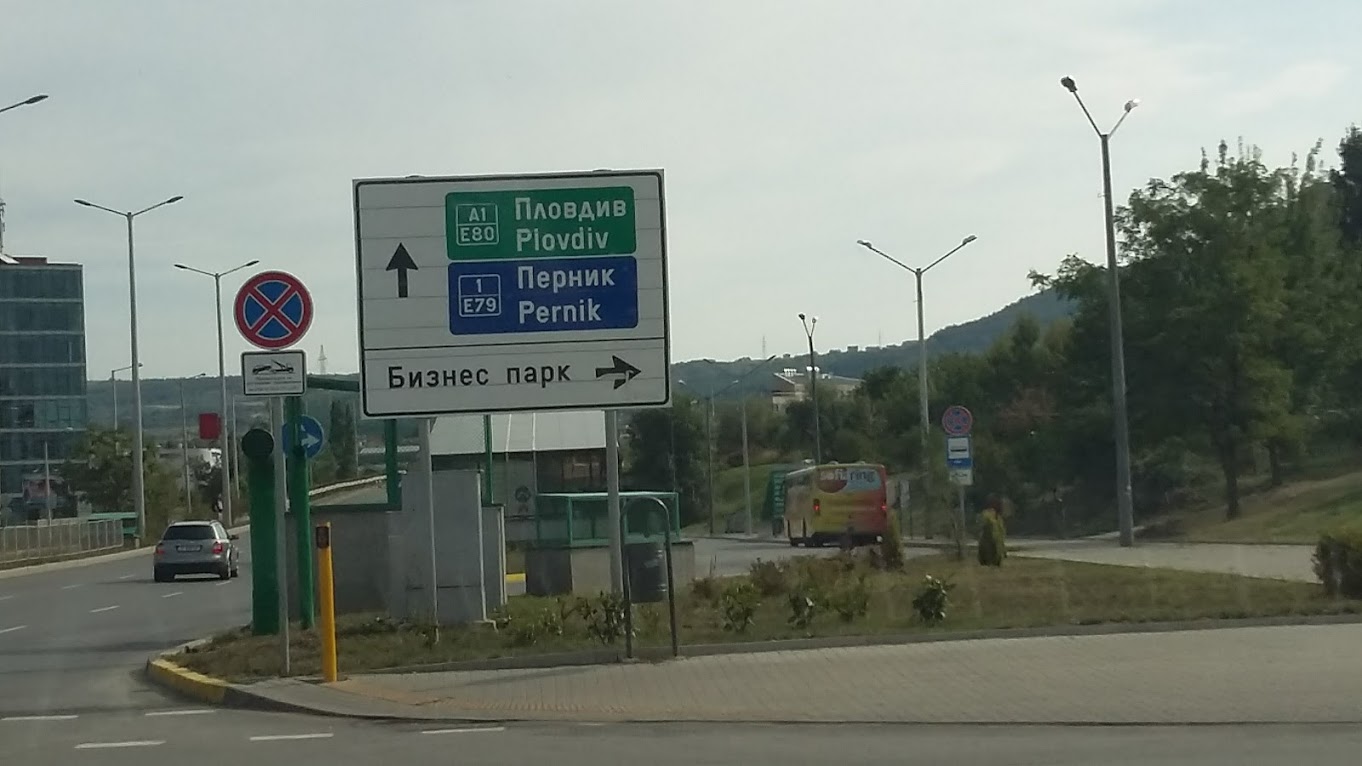 A1
E80
Пловдив
Plovdiv
1
E79
Перник
Pernik
Бизнес парк